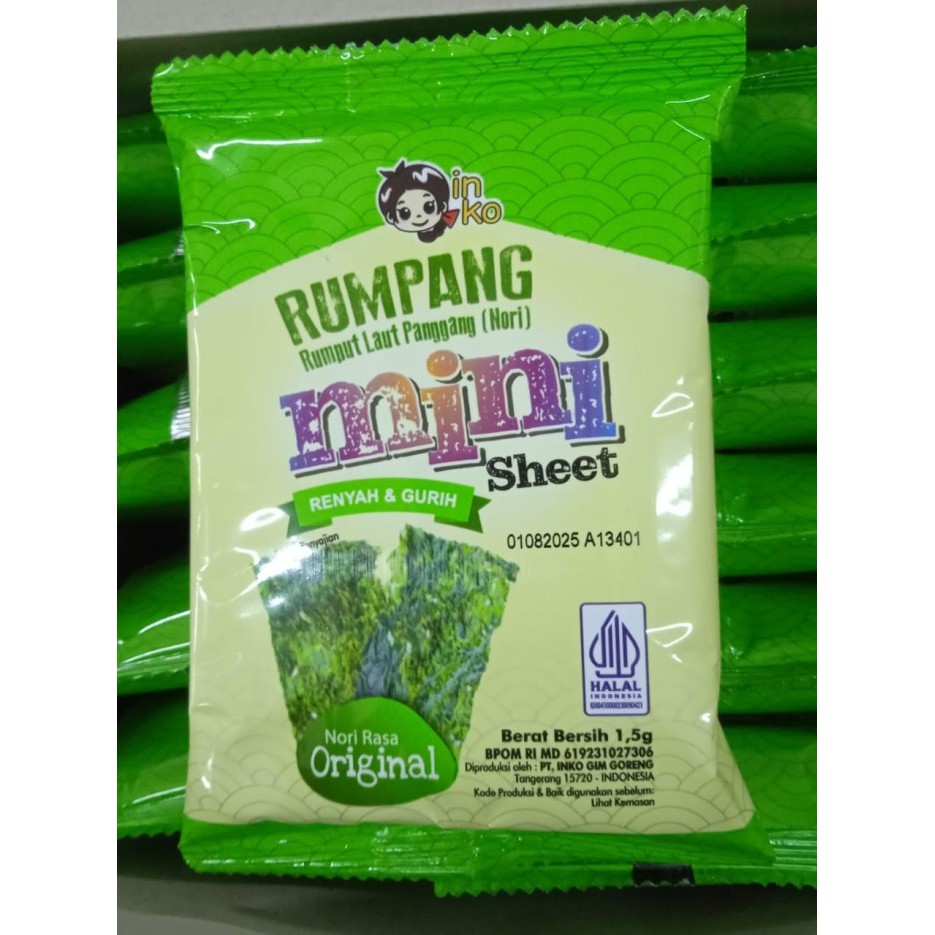 in
ko
RUMPANG
Rumput Laut Panggang (Nori)
mini
Sheet
RENYAH & GURIH
01082025 A13401
HALAL
INDONESIA
Nori Rasa
Original
Berat Bersih 1,5g
BPOM RI MD 619231027306
Diproduksi oleh : PT. INKO GIM GORENG
Tangerang 15720 - INDONESIA
Kode Produksi & Baik digunakan sebelum:
Lihat Kemasan